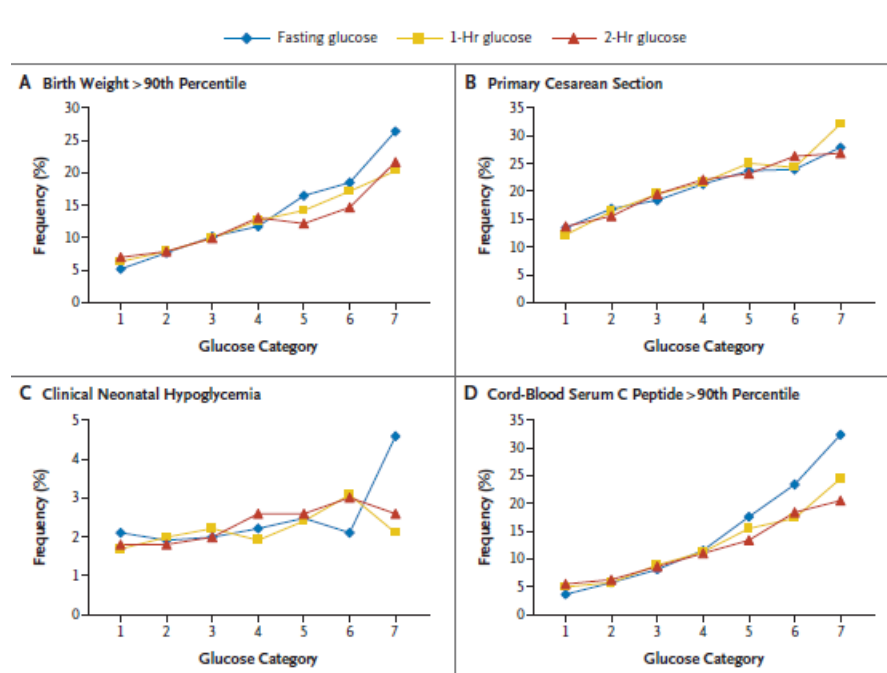 Fasting glucose 1-Hr glucose 2-Hr glucose
A Birth Weight >90th Percentile
30
25
20
15
10
5
0
Frequency (%)
1 2 3 4 5 6 7
Glucose Category
B Primary Cesarean Section
35
30
25
20
15
10
5
0
Frequency (%)
1 2 3 4 5 6 7
Glucose Category
C Clinical Neonatal Hypoglycemia
5
4
3
2
1
0
Frequency (%)
1 2 3 4 5 6 7
Glucose Category
D Cord-Blood Serum C Peptide >90th Percentile
35
30
25
20
15
10
5
0
Frequency (%)
1 2 3 4 5 6 7
Glucose Category